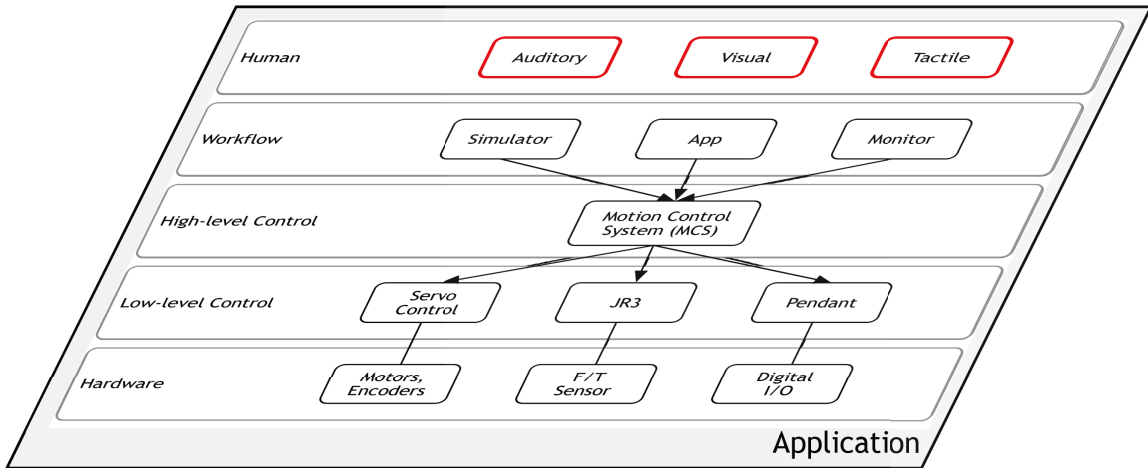 Human
Auditory
Visual
Tactile
Workflow
Simulator
App
Monitor
High-level Control
Motion Control
System (MCS)
Low-level Control
Servo
Control
JR3
Pendant
Hardware
Motors,
Encoders
F/T
Sensor
Digital
I/O
Application